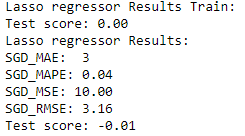 Lasso regressor Results Train:
Test score: 0.00
Lasso regressor Results:
SGD_MAE:  3
SGD_MAPE: 0.04
SGD_MSE: 10.00
SGD_RMSE: 3.16
Test score: -0.01